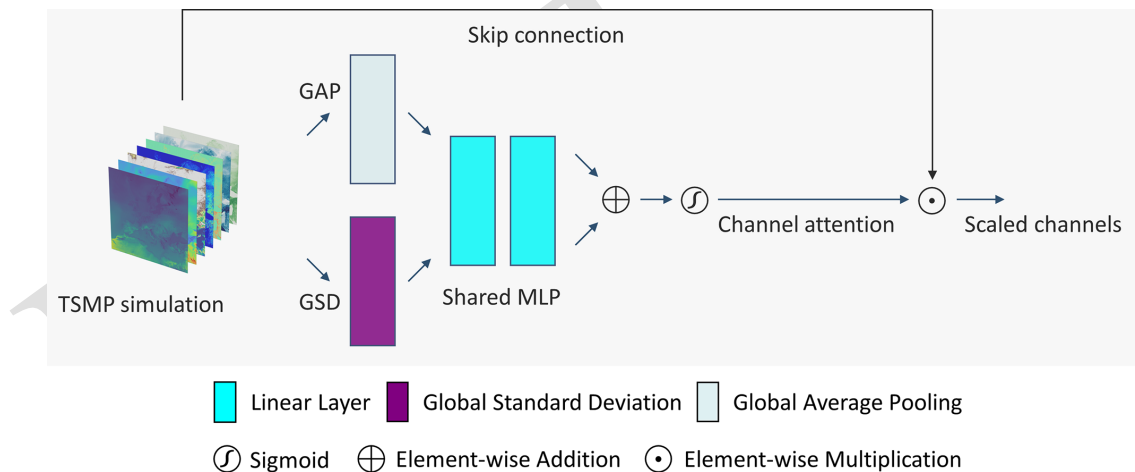 Skip connection
GAP
TSMP simulation
GSD
Shared MLP
Channel attention
Scaled channels
Linear Layer
Global Standard Deviation
Global Average Pooling
Sigmoid
Element-wise Addition
Element-wise Multiplication